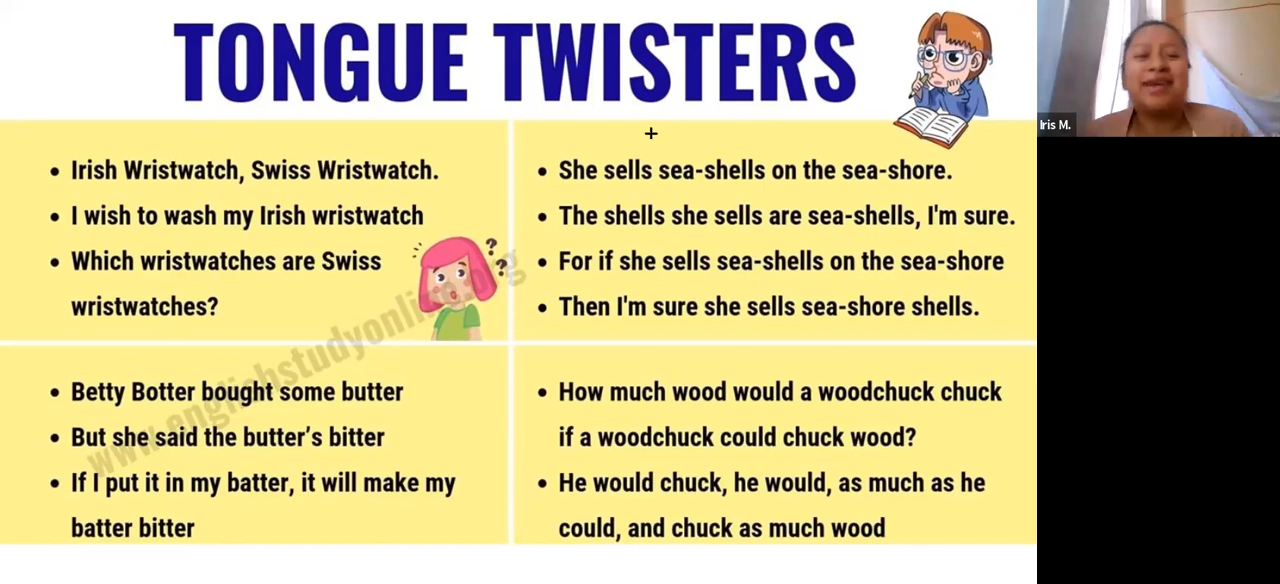 TONGUE TWISTERS
Iris M.
• Irish Wristwatch, Swiss Wristwatch.
• I wish to wash my Irish wristwatch
• Which wristwatches are Swiss
wristwatches?
• She sells sea-shells on the sea-shore.
• The shells she sells are sea-shells, I'm sure.
• For if she sells sea-shells on the sea-shore
• Then I'm sure she sells sea-shore shells.
• Betty Botter bought some butter
• But she said the butter’s bitter
• If I put it in my batter, it will make my
batter bitter
• How much wood would a woodchuck chuck
if a woodchuck could chuck wood?
• He would chuck, he would, as much as he
could, and chuck as much wood
www.englishstudyonline.org
? ?